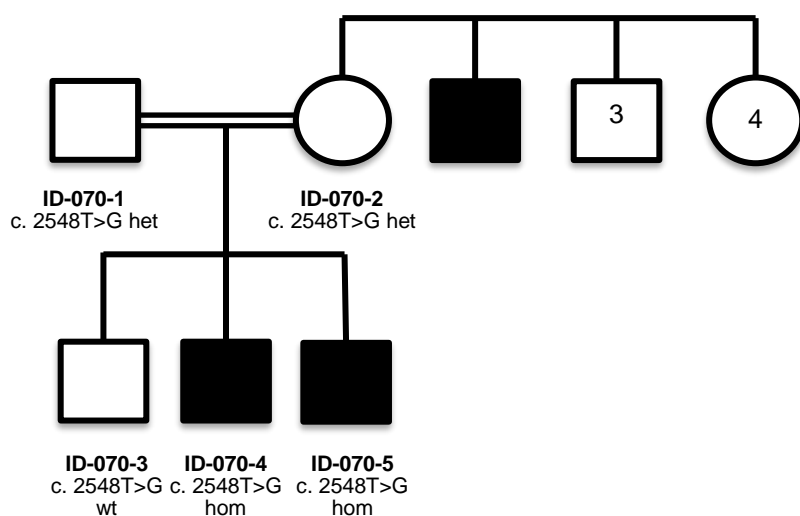 3
4
ID-070-1
c. 2548T>G het
ID-070-2
c. 2548T>G het
ID-070-3
c. 2548T>G
wt
ID-070-4
c. 2548T>G
hom
ID-070-5
c. 2548T>G
hom